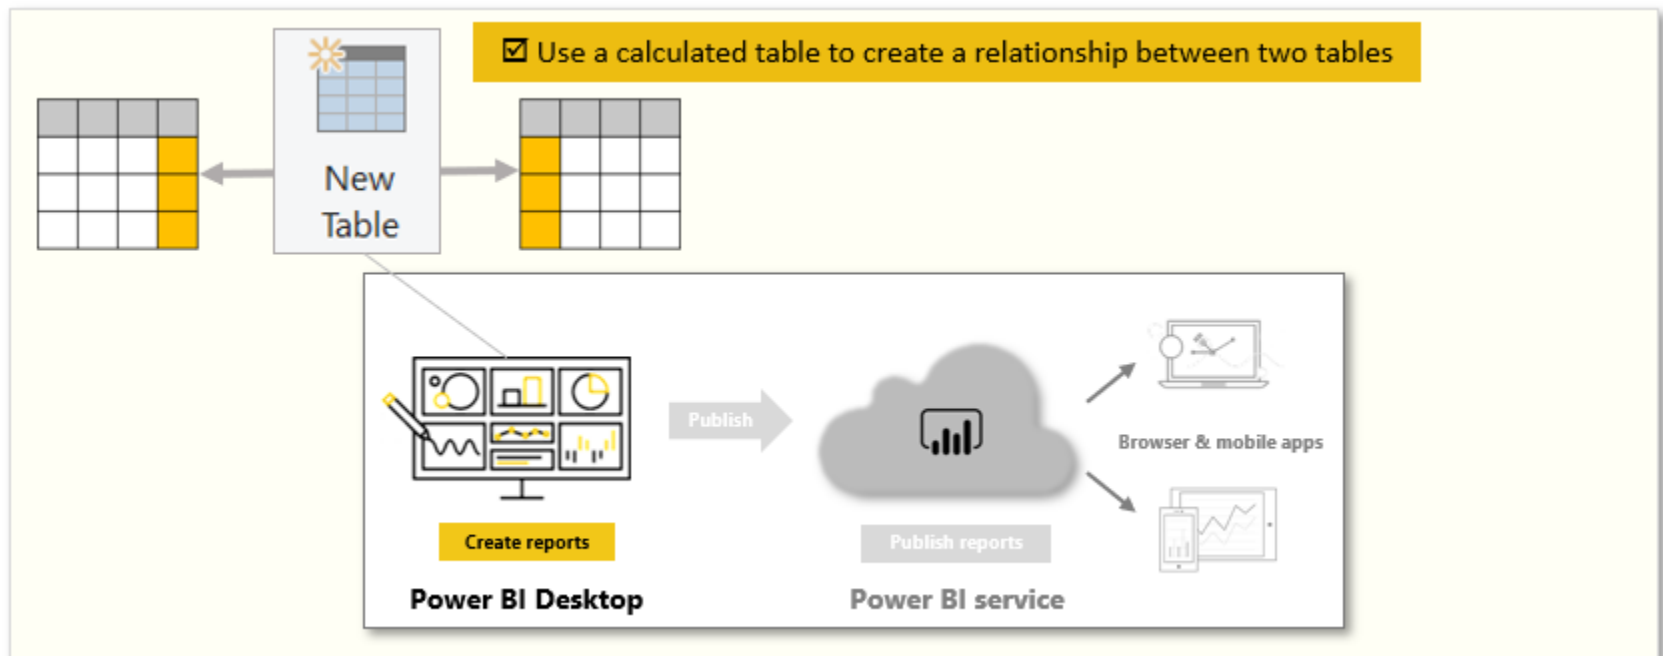 ☑ Use a calculated table to create a relationship between two tables
New
Table
Publish
Browser & mobile apps
Create reports
Publish reports
Power BI Desktop
Power BI service